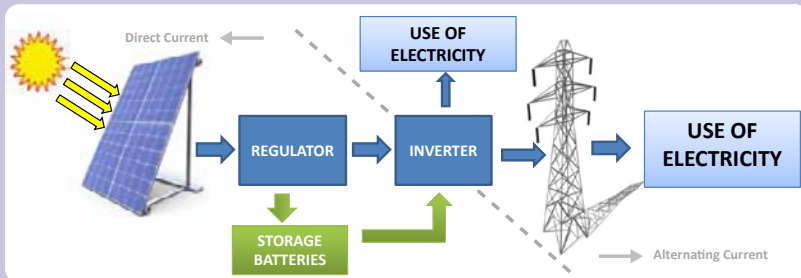 Direct Current
USE OF
ELECTRICITY
REGULATOR
INVERTER
USE OF
ELECTRICITY
STORAGE
BATTERIES
Alternating Current